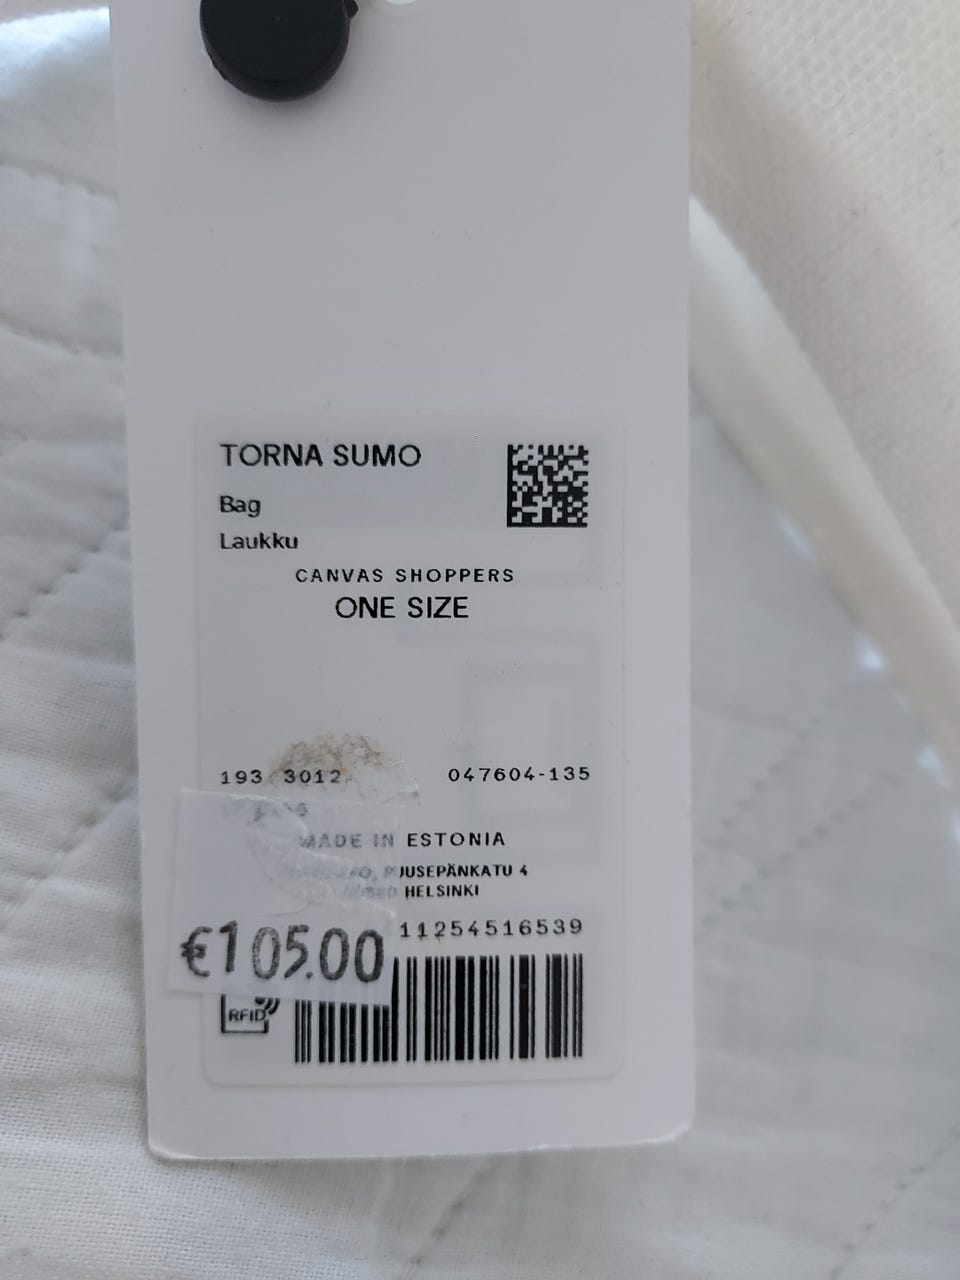 TORNA SUMO
Bag
Laukku
CANVAS SHOPPERS
ONE SIZE
193 3012 047604-135
MADE IN ESTONIA
PUUSEPÄNKATU 4
HELSINKI
11254516539
€105.00
RFID